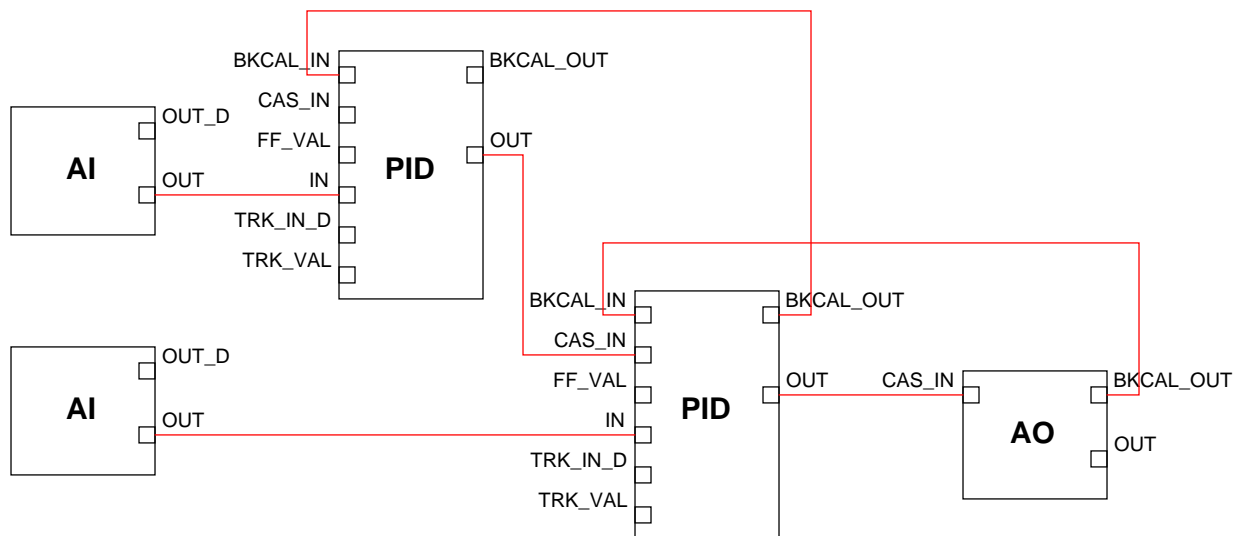 BKCAL_IN
BKCAL_OUT
CAS_IN
OUT_D
FF_VAL
OUT
AI
PID
OUT
IN
TRK_IN_D
TRK_VAL
BKCAL_IN
BKCAL_OUT
CAS_IN
OUT_D
FF_VAL
OUT
CAS_IN
BKCAL_OUT
AI
PID
OUT
IN
AO
OUT
TRK_IN_D
TRK_VAL